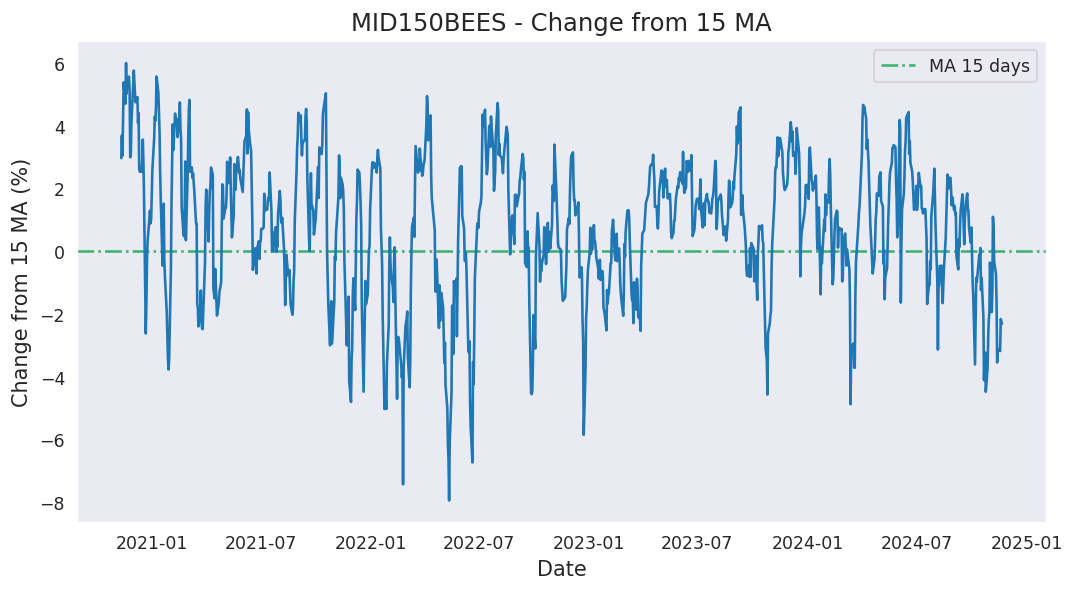 MID150BEES - Change from 15 MA
MA 15 days
Change from 15 MA (%)
6
4
2
0
−2
−4
−6
−8
2021-01 2021-07 2022-01 2022-07 2023-01 2023-07 2024-01 2024-07 2025-01
Date